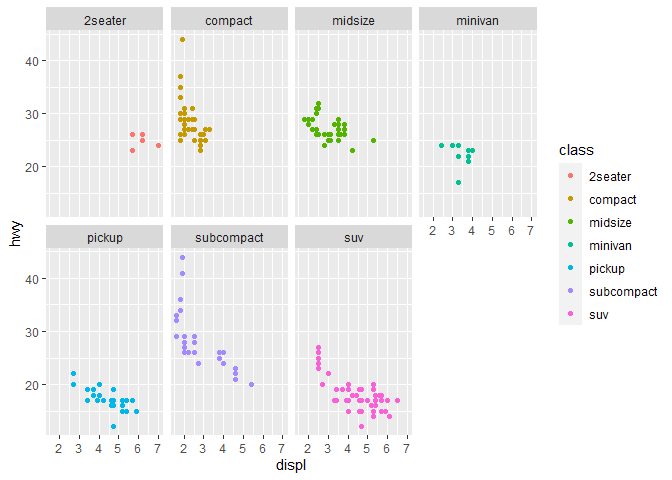 2seater compact midsize minivan
40
30
20
2 3 4 5 6 7
pickup subcompact suv
40
30
20
2 3 4 5 6 7 2 3 4 5 6 7 2 3 4 5 6 7
displ
hwy
class
2seater
compact
midsize
minivan
pickup
subcompact
suv